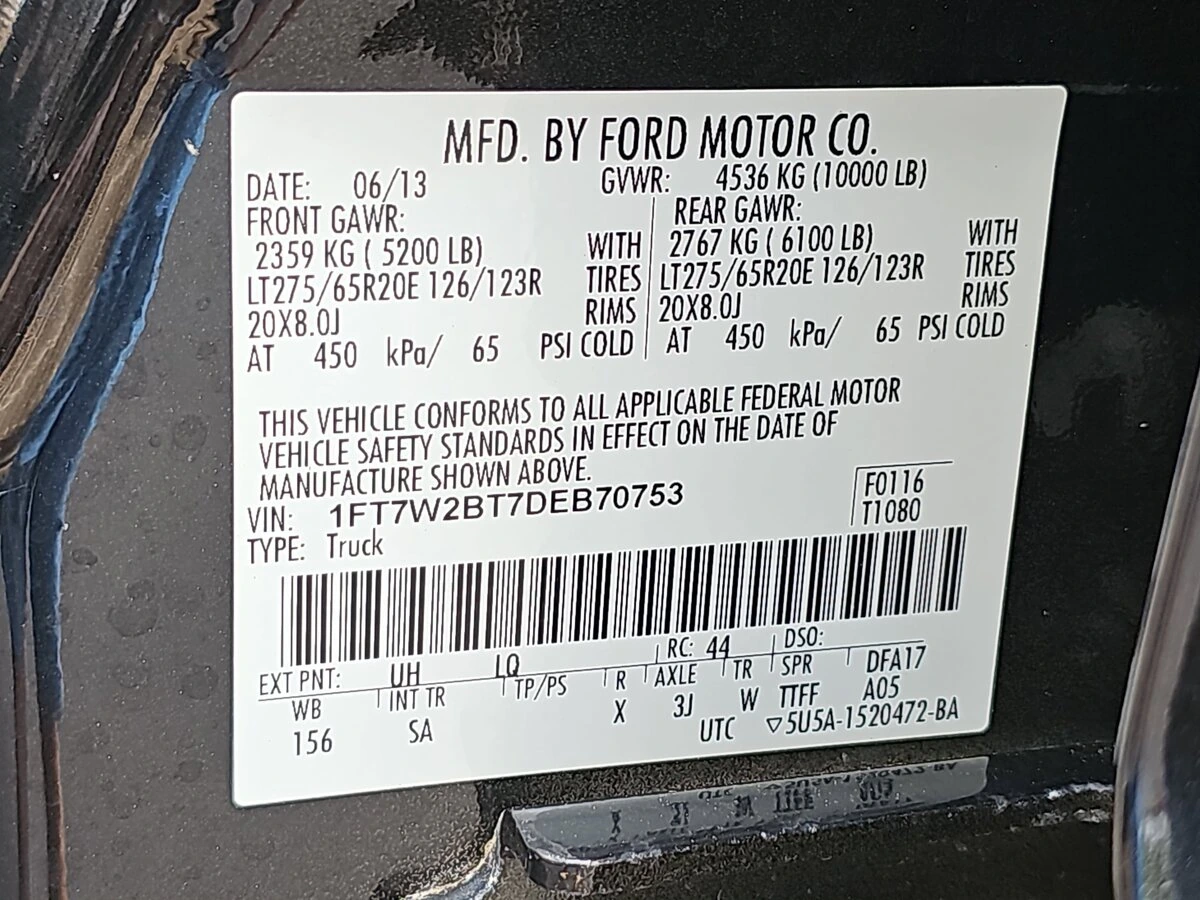 MFD. BY FORD MOTOR CO.
DATE: 06/13 GVWR: 4536 KG (10000 LB)
FRONT GAWR: REAR GAWR:
2359 KG ( 5200 LB) WITH 2767 KG ( 6100 LB) WITH
LT275/65R20E 126/123R TIRES LT275/65R20E 126/123R TIRES
20X8.0J RIMS 20X8.0J RIMS
AT 450 kPa/ 65 PSI COLD AT 450 kPa/ 65 PSI COLD
THIS VEHICLE CONFORMS TO ALL APPLICABLE FEDERAL MOTOR
VEHICLE SAFETY STANDARDS IN EFFECT ON THE DATE OF
MANUFACTURE SHOWN ABOVE.
VIN: 1FT7W2BT7DEB70753
F0116
T1080
TYPE: Truck
EXT PNT: UH LQ RC: 44 DSO:
WB INT TR TP/PS R AXLE TR SPR DFA17
156 SA X 3J W TTFF A05
UTC ▽5U5A-1520472-BA